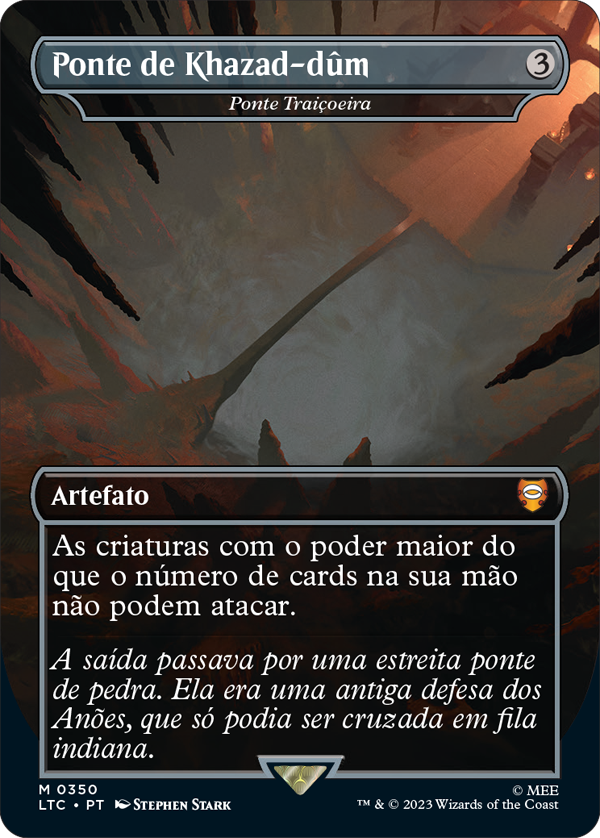 Ponte de Khazad-dûm 3
Ponte Traiçoeira
Artefato
As criaturas com o poder maior do
que o número de cards na sua mão
não podem atacar.
A saída passava por uma estreita ponte
de pedra. Ela era uma antiga defesa dos
Anões, que só podia ser cruzada em fila
indiana.
M 0350
LTC • PT Stephen Stark
© MEE
™ & © 2023 Wizards of the Coast